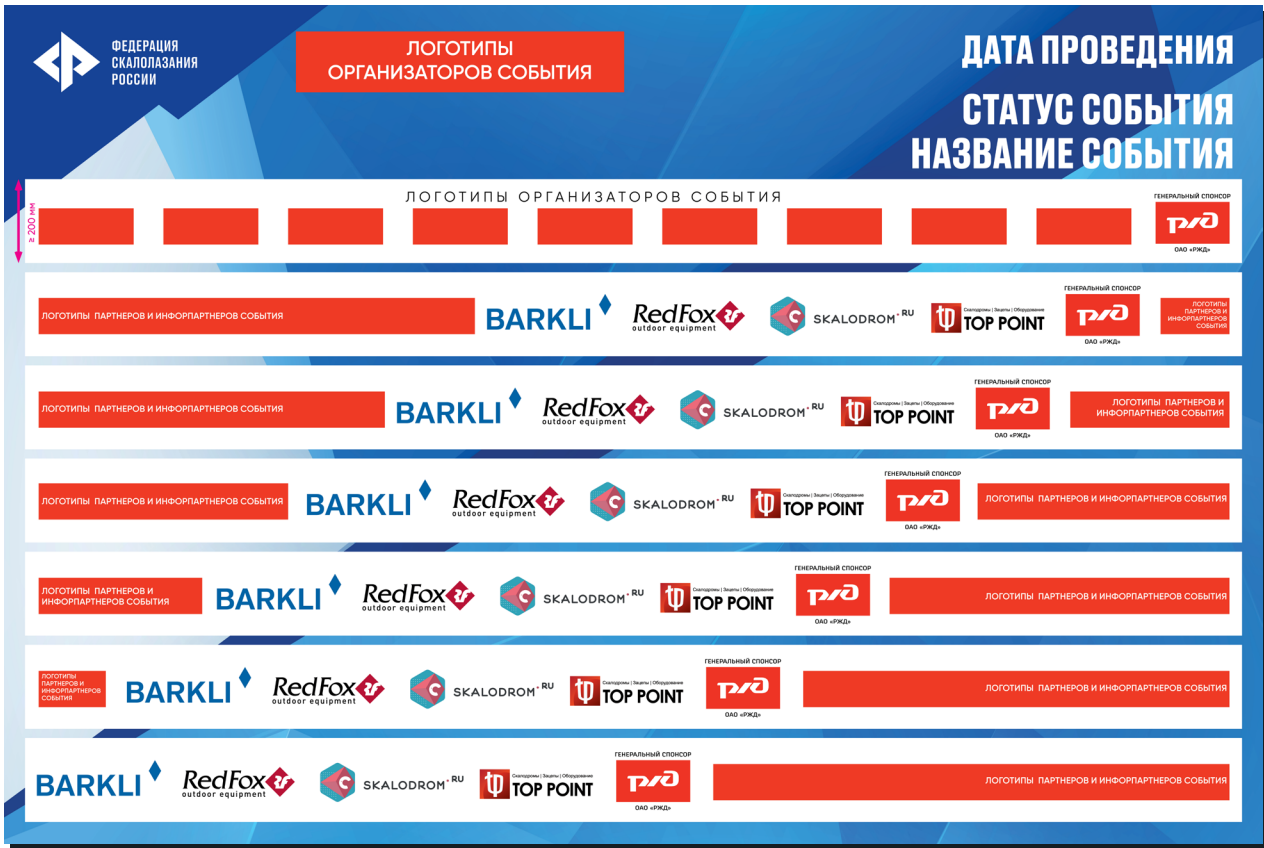 ФЕДЕРАЦИЯ
СКАЛОЛАЗАНИЯ
РОССИИ
ЛОГОТИПЫ
ОРГАНИЗАТОРОВ СОБЫТИЯ
ДАТА ПРОВЕДЕНИЯ
СТАТУС СОБЫТИЯ
НАЗВАНИЕ СОБЫТИЯ
≥ 200 мм
ЛОГОТИПЫ ОРГАНИЗАТОРОВ СОБЫТИЯ
ГЕНЕРАЛЬНЫЙ СПОНСОР
ржд
ОАО «РЖД»
ЛОГОТИПЫ ПАРТНЕРОВ И ИНФОРПАРТНЕРОВ СОБЫТИЯ
BARKLI
RedFox
outdoor equipment
SKALODROM.RU
Скалодромы | Зацепы | Оборудование
TOP POINT
ГЕНЕРАЛЬНЫЙ СПОНСОР
ржд
ОАО «РЖД»
ЛОГОТИПЫ
ПАРТНЕРОВ И
ИНФОРПАРТНЕРОВ
СОБЫТИЯ
ЛОГОТИПЫ ПАРТНЕРОВ И ИНФОРПАРТНЕРОВ СОБЫТИЯ
BARKLI
RedFox
outdoor equipment
SKALODROM.RU
Скалодромы | Зацепы | Оборудование
TOP POINT
ГЕНЕРАЛЬНЫЙ СПОНСОР
ржд
ОАО «РЖД»
ЛОГОТИПЫ ПАРТНЕРОВ И
ИНФОРПАРТНЕРОВ СОБЫТИЯ
ЛОГОТИПЫ ПАРТНЕРОВ И ИНФОРПАРТНЕРОВ СОБЫТИЯ
BARKLI
RedFox
outdoor equipment
SKALODROM.RU
Скалодромы | Зацепы | Оборудование
TOP POINT
ГЕНЕРАЛЬНЫЙ СПОНСОР
ржд
ОАО «РЖД»
ЛОГОТИПЫ ПАРТНЕРОВ И ИНФОРПАРТНЕРОВ СОБЫТИЯ
ЛОГОТИПЫ ПАРТНЕРОВ И
ИНФОРПАРТНЕРОВ СОБЫТИЯ
BARKLI
RedFox
outdoor equipment
SKALODROM.RU
Скалодромы | Зацепы | Оборудование
TOP POINT
ГЕНЕРАЛЬНЫЙ СПОНСОР
ржд
ОАО «РЖД»
ЛОГОТИПЫ ПАРТНЕРОВ И ИНФОРПАРТНЕРОВ СОБЫТИЯ
ЛОГОТИПЫ
ПАРТНЕРОВ И
ИНФОРПАРТНЕРОВ
СОБЫТИЯ
BARKLI
RedFox
outdoor equipment
SKALODROM.RU
Скалодромы | Зацепы | Оборудование
TOP POINT
ГЕНЕРАЛЬНЫЙ СПОНСОР
ржд
ОАО «РЖД»
ЛОГОТИПЫ ПАРТНЕРОВ И ИНФОРПАРТНЕРОВ СОБЫТИЯ
BARKLI
RedFox
outdoor equipment
SKALODROM.RU
Скалодромы | Зацепы | Оборудование
TOP POINT
ГЕНЕРАЛЬНЫЙ СПОНСОР
ржд
ОАО «РЖД»
ЛОГОТИПЫ ПАРТНЕРОВ И ИНФОРПАРТНЕРОВ СОБЫТИЯ